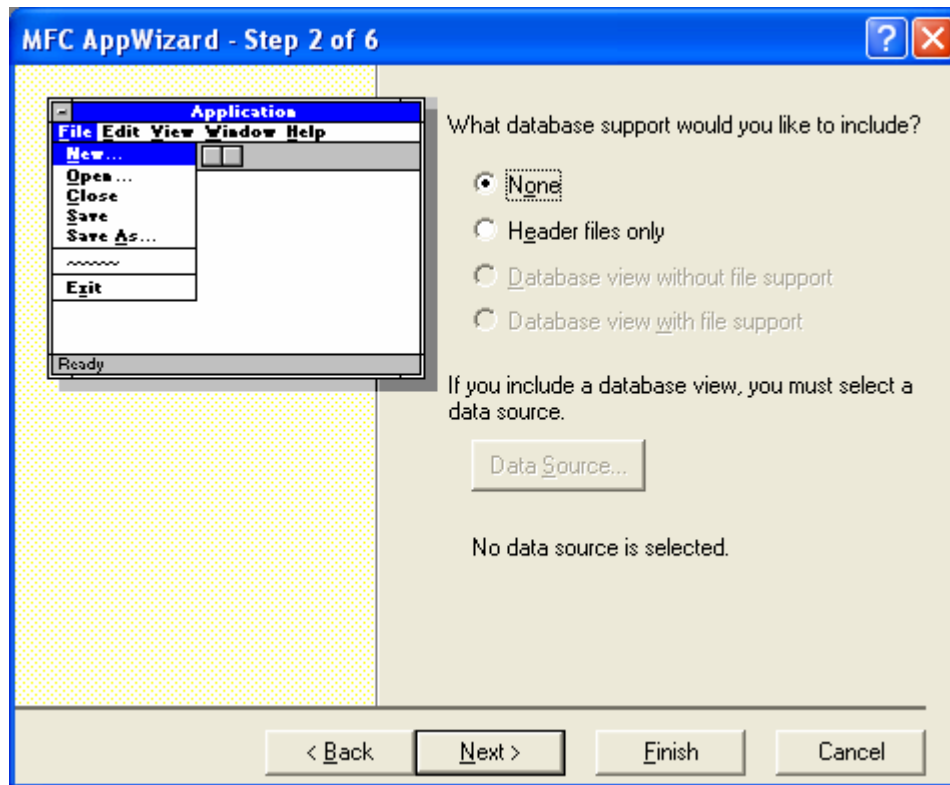 MFC AppWizard - Step 2 of 6
Application
File Edit View Window Help
New...
Open...
Close
Save
Save As...
Exit
Ready
What database support would you like to include?
None
Header files only
Database view without file support
Database view with file support
If you include a database view, you must select a
data source.
Data Source...
No data source is selected.
< Back
Next >
Finish
Cancel